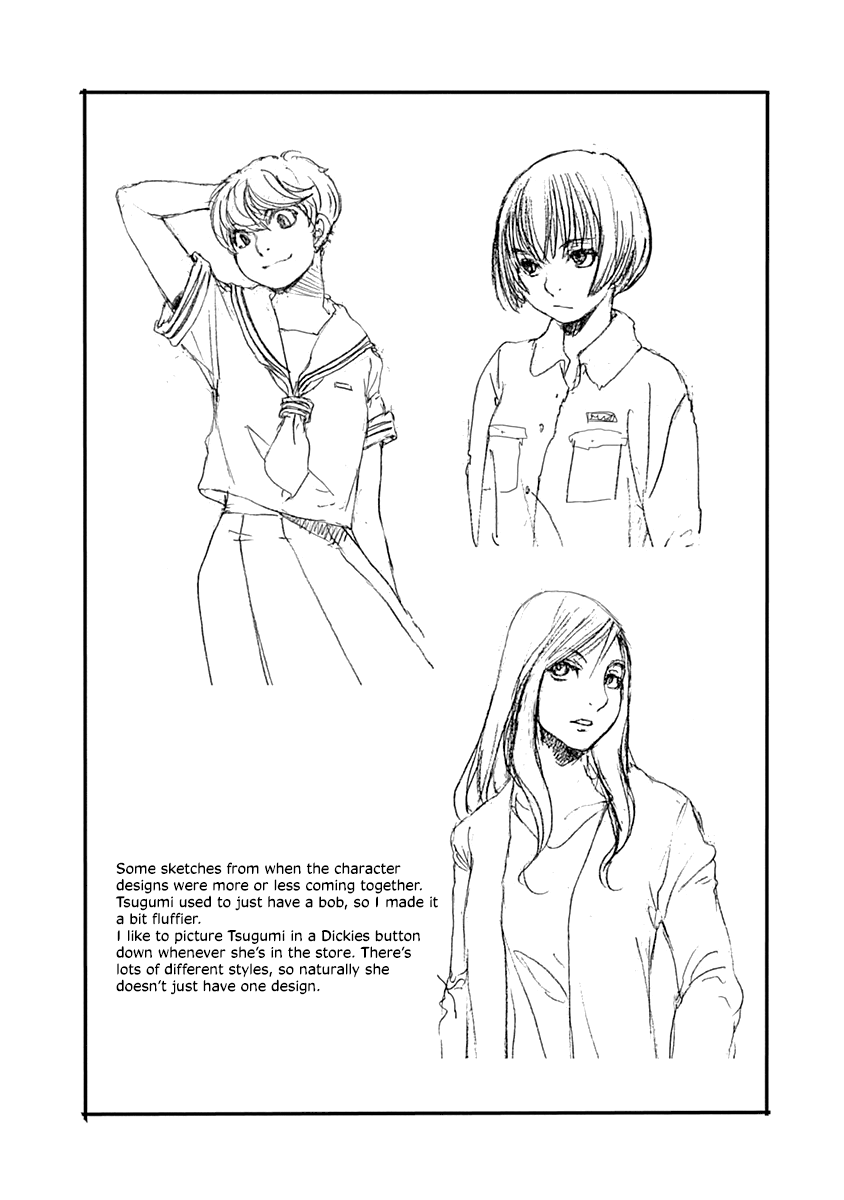 Some sketches from when the character
designs were more or less coming together.
Tsugumi used to just have a bob, so I made it
a bit fluffier.
I like to picture Tsugumi in a Dickies button
down whenever she's in the store. There's
lots of different styles, so naturally she
doesn't just have one design.